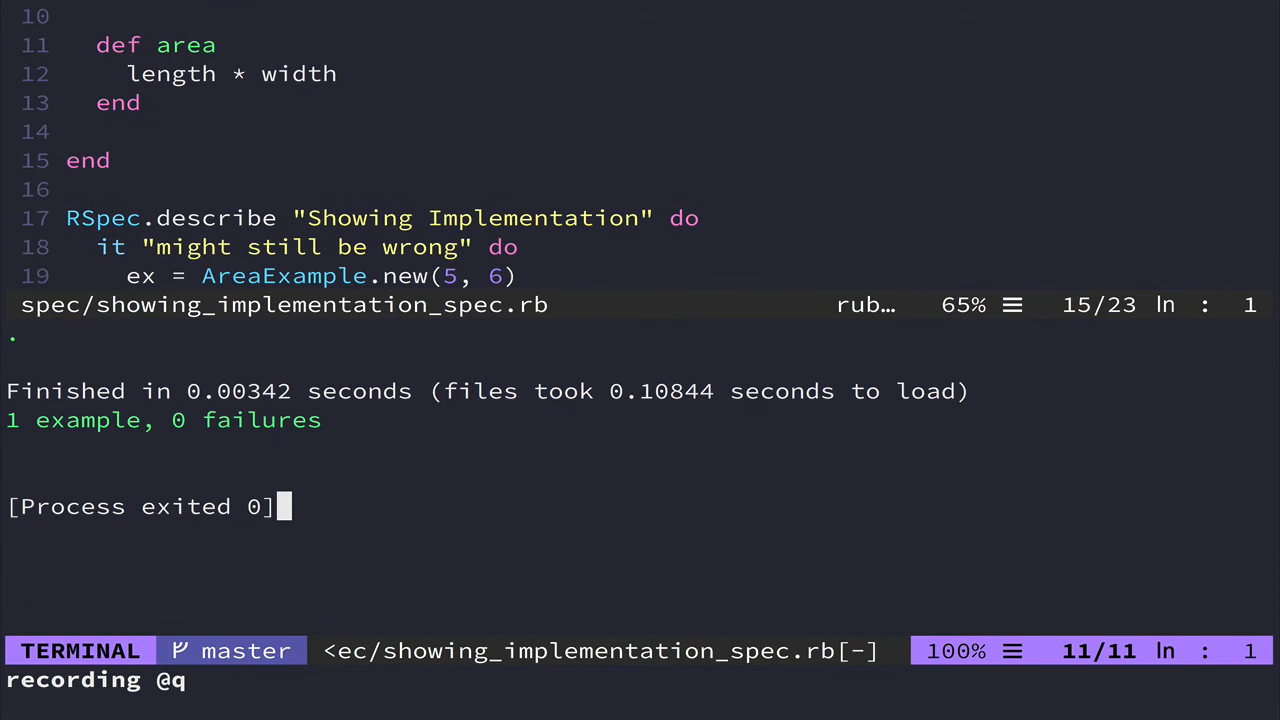 10
11 def area
12 length * width
13 end
14
15 end
16
17 RSpec.describe "Showing Implementation" do
18 it "might still be wrong" do
19 ex = AreaExample.new(5, 6)
spec/showing_implementation_spec.rb rub… 65% ☰ 15/23 ln : 1
.
Finished in 0.00342 seconds (files took 0.10844 seconds to load)
1 example, 0 failures
[Process exited 0]
TERMINAL master <ec/showing_implementation_spec.rb[-] 100% ☰ 11/11 ln : 1
recording @q